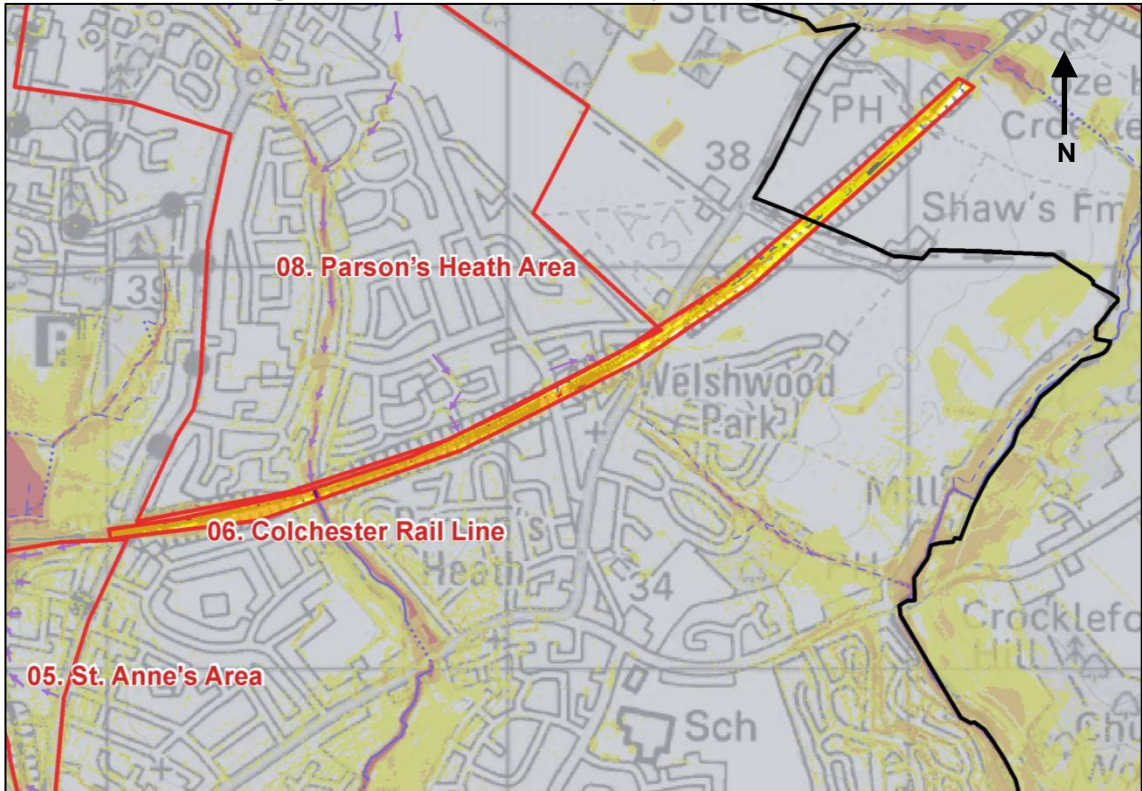 Street
PH
N
38
Shaw's Fm
37
08. Parson's Heath Area
39
P
Welshwood
Park
Mill
06. Colchester Rail Line
Heath
34
05. St. Anne's Area
Hill
Sch